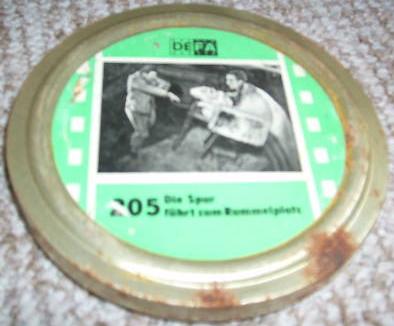 DEFA
205 Die Spur
führt zum Rummelplatz